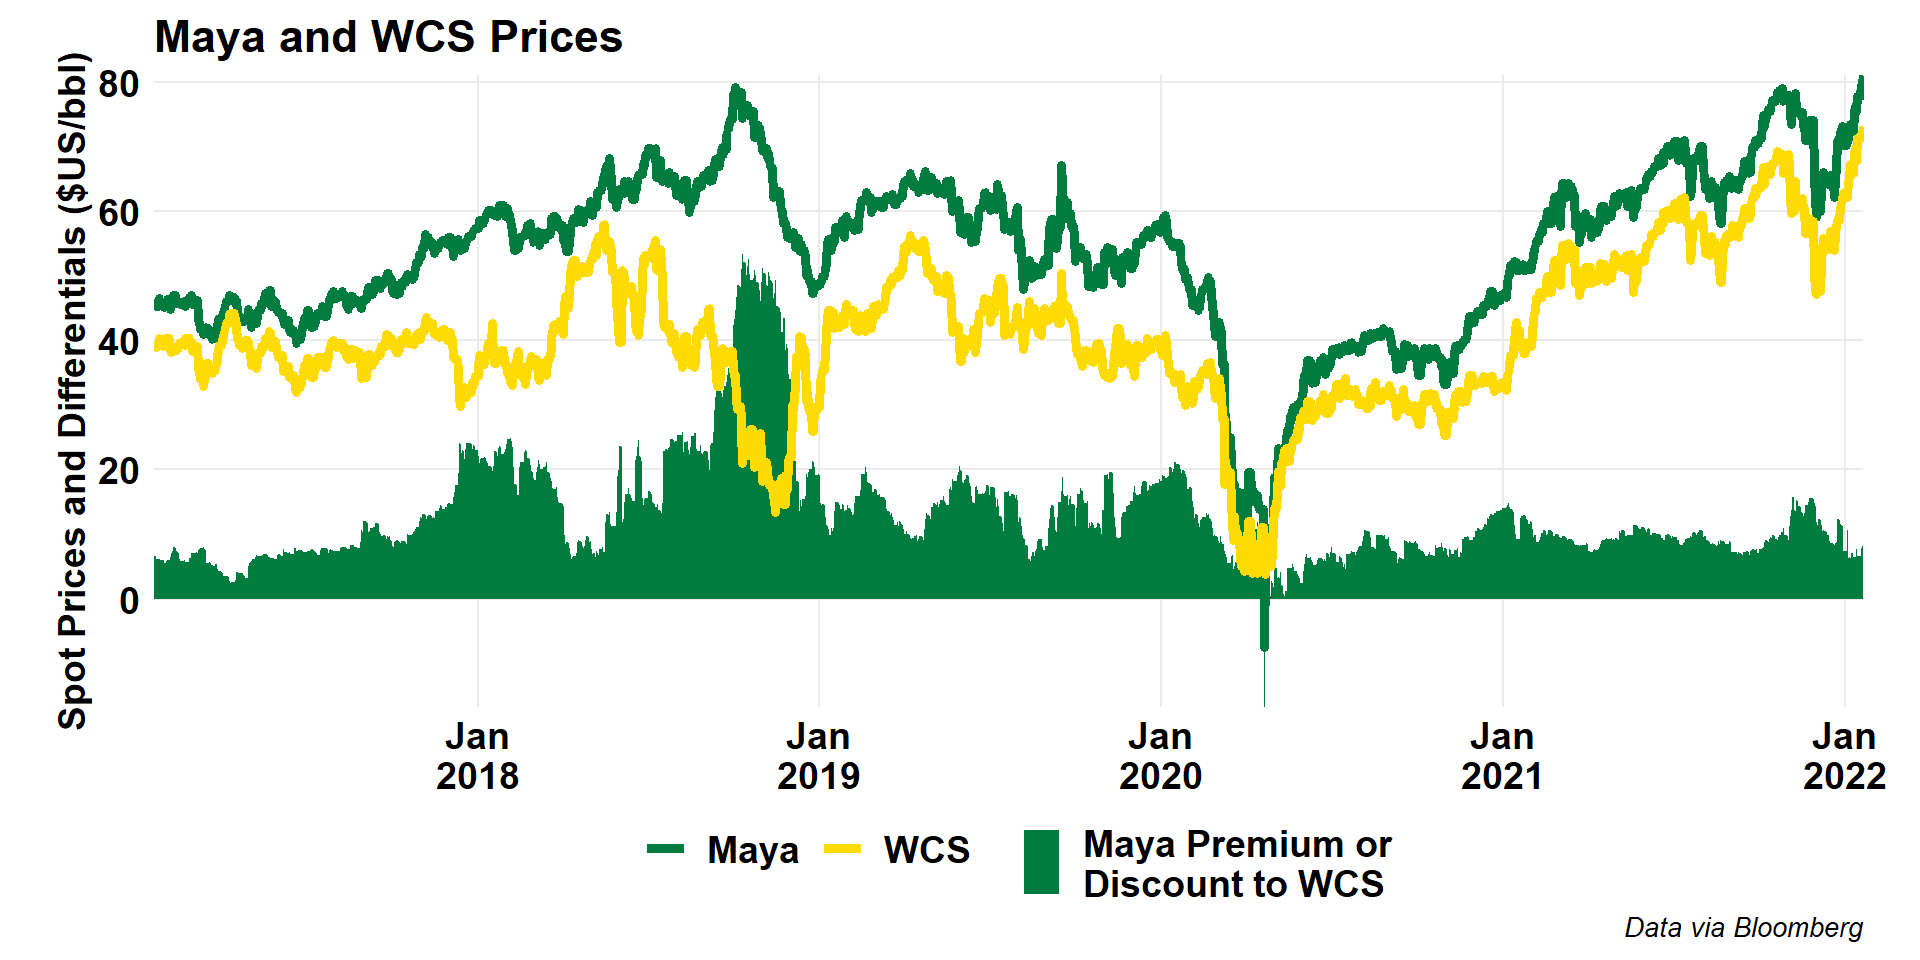 Maya and WCS Prices
Spot Prices and Differentials ($US/bbl)
80
60
40
20
0
Jan
2018
Jan
2019
Jan
2020
Jan
2021
Jan
2022
Maya
WCS
Maya Premium or
Discount to WCS
Data via Bloomberg